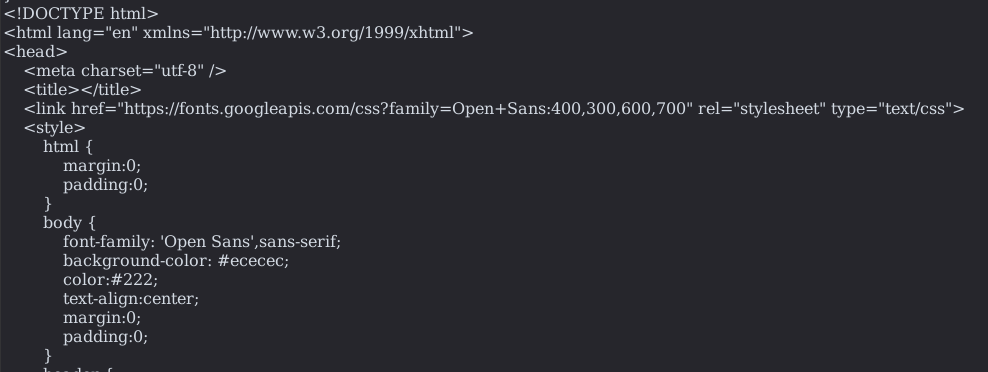 <!DOCTYPE html>
<html lang="en" xmlns="http://www.w3.org/1999/xhtml">
<head>
    <meta charset="utf-8" />
    <title></title>
    <link href="https://fonts.googleapis.com/css?family=Open+Sans:400,300,600,700" rel="stylesheet" type="text/css">
    <style>
        html {
            margin:0;
            padding:0;
        }
        body {
            font-family: 'Open Sans',sans-serif;
            background-color: #ececec;
            color:#222;
            text-align:center;
            margin:0;
            padding:0;
        }